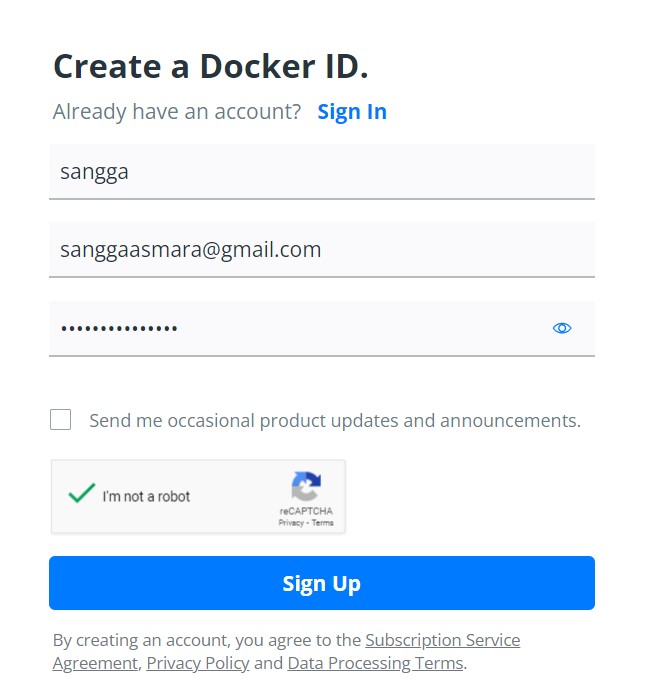 Create a Docker ID.
Already have an account? Sign In
sangga
sanggaasmara@gmail.com
•••••••••••••••
Send me occasional product updates and announcements.
I'm not a robot
reCAPTCHA
Privacy - Terms
Sign Up
By creating an account, you agree to the Subscription Service
Agreement, Privacy Policy and Data Processing Terms.